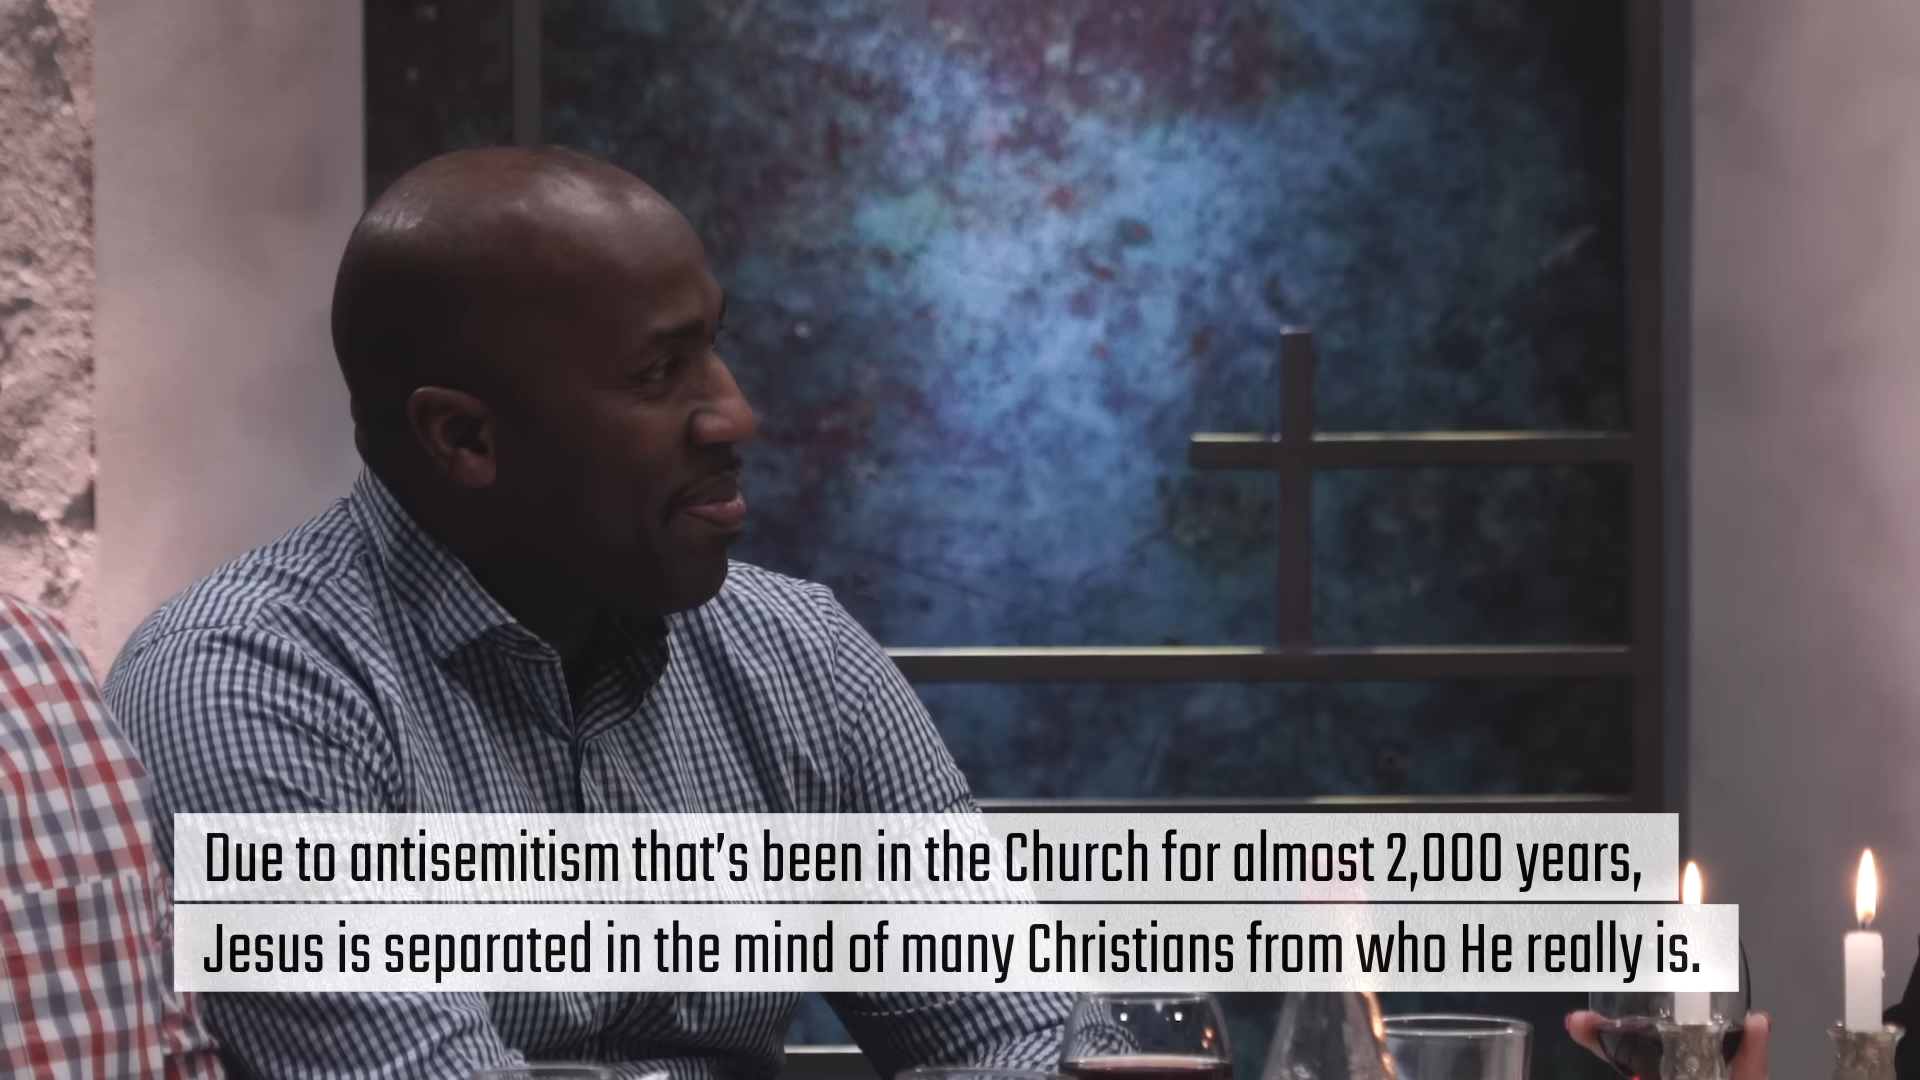 Due to antisemitism that's been in the Church for almost 2,000 years,
Jesus is separated in the mind of many Christians from who He really is.